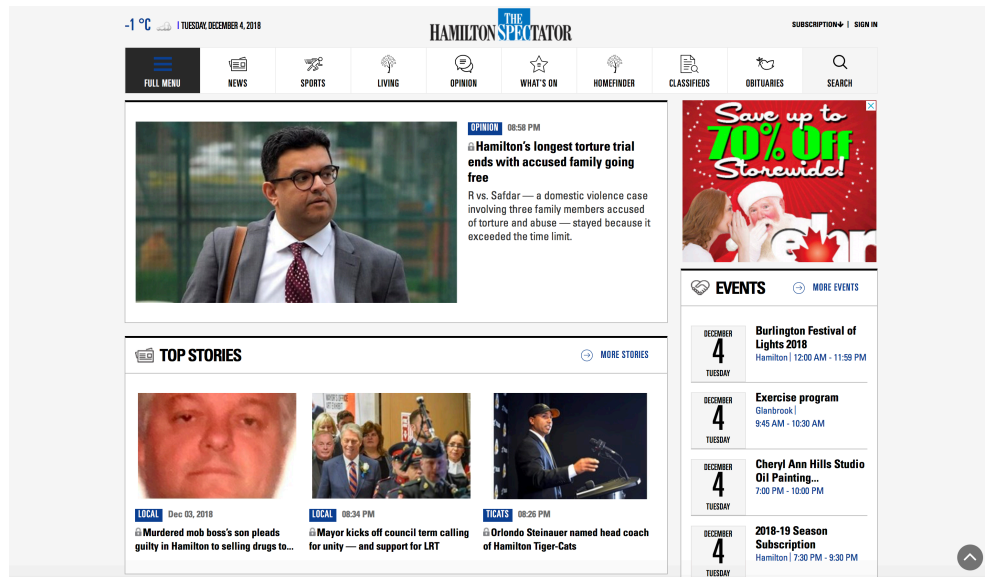 -1 °C | TUESDAY, DECEMBER 4, 2018
THE
HAMILTON SPECTATOR
SUBSCRIPTION | SIGN IN
FULL MENU
NEWS
SPORTS
LIVING
OPINION
WHAT'S ON
HOMEFINDER
CLASSIFIEDS
OBITUARIES
SEARCH
OPINION 08:58 PM
Hamilton's longest torture trial
ends with accused family going
free
R vs. Safdar — a domestic violence case
involving three family members accused
of torture and abuse — stayed because it
exceeded the time limit.
Save up to
70% Off
Storewide!
TOP STORIES
MORE STORIES
LOCAL Dec 03, 2018
Murdered mob boss's son pleads
guilty in Hamilton to selling drugs to...
LOCAL 08:34 PM
Mayor kicks off council term calling
for unity — and support for LRT
TICATS 08:26 PM
Orlondo Steinauer named head coach
of Hamilton Tiger-Cats
EVENTS
MORE EVENTS
DECEMBER
4
TUESDAY
Burlington Festival of
Lights 2018
Hamilton | 12:00 AM - 11:59 PM
DECEMBER
4
TUESDAY
Exercise program
Glanbrook |
9:45 AM - 10:30 AM
DECEMBER
4
TUESDAY
Cheryl Ann Hills Studio
Oil Painting...
7:00 PM - 10:00 PM
DECEMBER
4
TUESDAY
2018-19 Season
Subscription
Hamilton | 7:30 PM - 9:30 PM